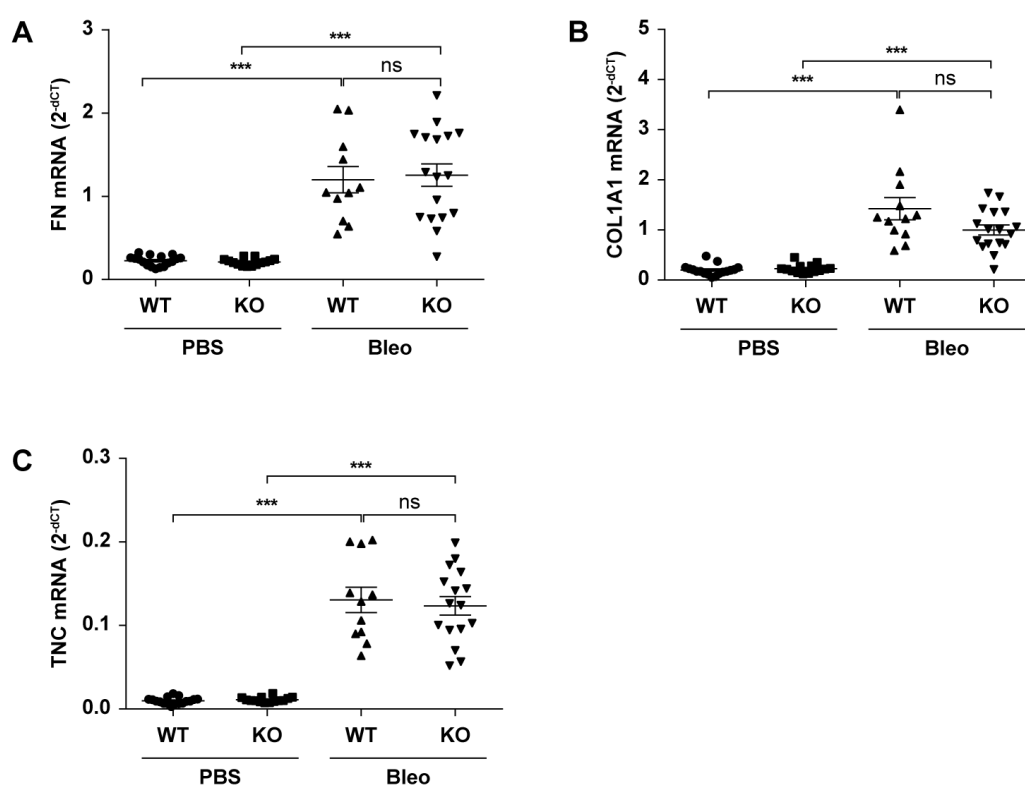 A
FN mRNA (2-dCT)
3
2
1
0
***
***
ns
WT KO WT KO
PBS Bleo
B
COL1A1 mRNA (2-dCT)
5
4
3
2
1
0
***
***
ns
WT KO WT KO
PBS Bleo
C
TNC mRNA (2-dCT)
0.3
0.2
0.1
0.0
***
***
ns
WT KO WT KO
PBS Bleo